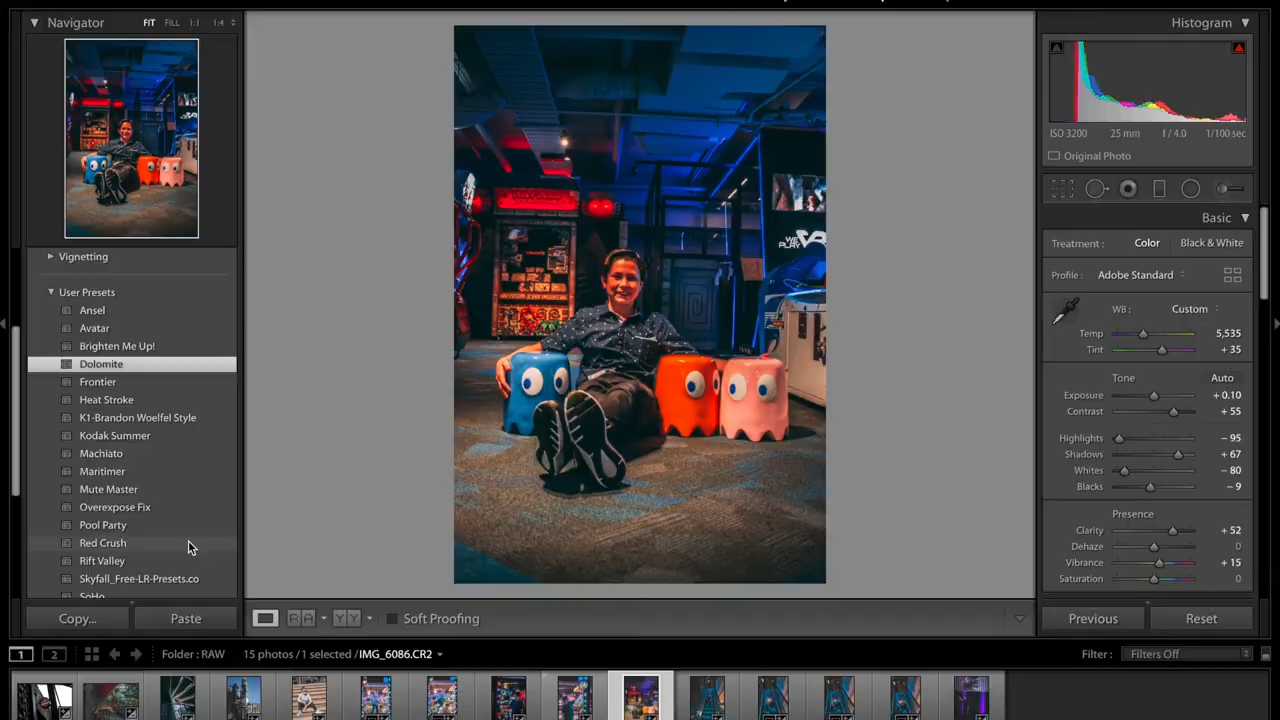 Navigator FIT FILL 1:1 1:4
Vignetting
User Presets
Ansel
Avatar
Brighten Me Up!
Dolomite
Frontier
Heat Stroke
K1-Brandon Woelfel Style
Kodak Summer
Machiato
Maritimer
Mute Master
Overexpose Fix
Pool Party
Red Crush
Rift Valley
Skyfall_Free-LR-Presets.co
SoHo
Copy... Paste
WE
PLAY
RA YY Soft Proofing
Histogram
ISO 3200 25 mm f / 4.0 1/100 sec
Original Photo
Basic
Treatment : Color Black & White
Profile : Adobe Standard
WB : Custom
Temp 5,535
Tint + 35
Tone Auto
Exposure + 0.10
Contrast + 55
Highlights − 95
Shadows + 67
Whites − 80
Blacks − 9
Presence
Clarity + 52
Dehaze 0
Vibrance + 15
Saturation 0
Previous Reset
1 2 Folder : RAW 15 photos / 1 selected / IMG_6086.CR2 Filter : Filters Off